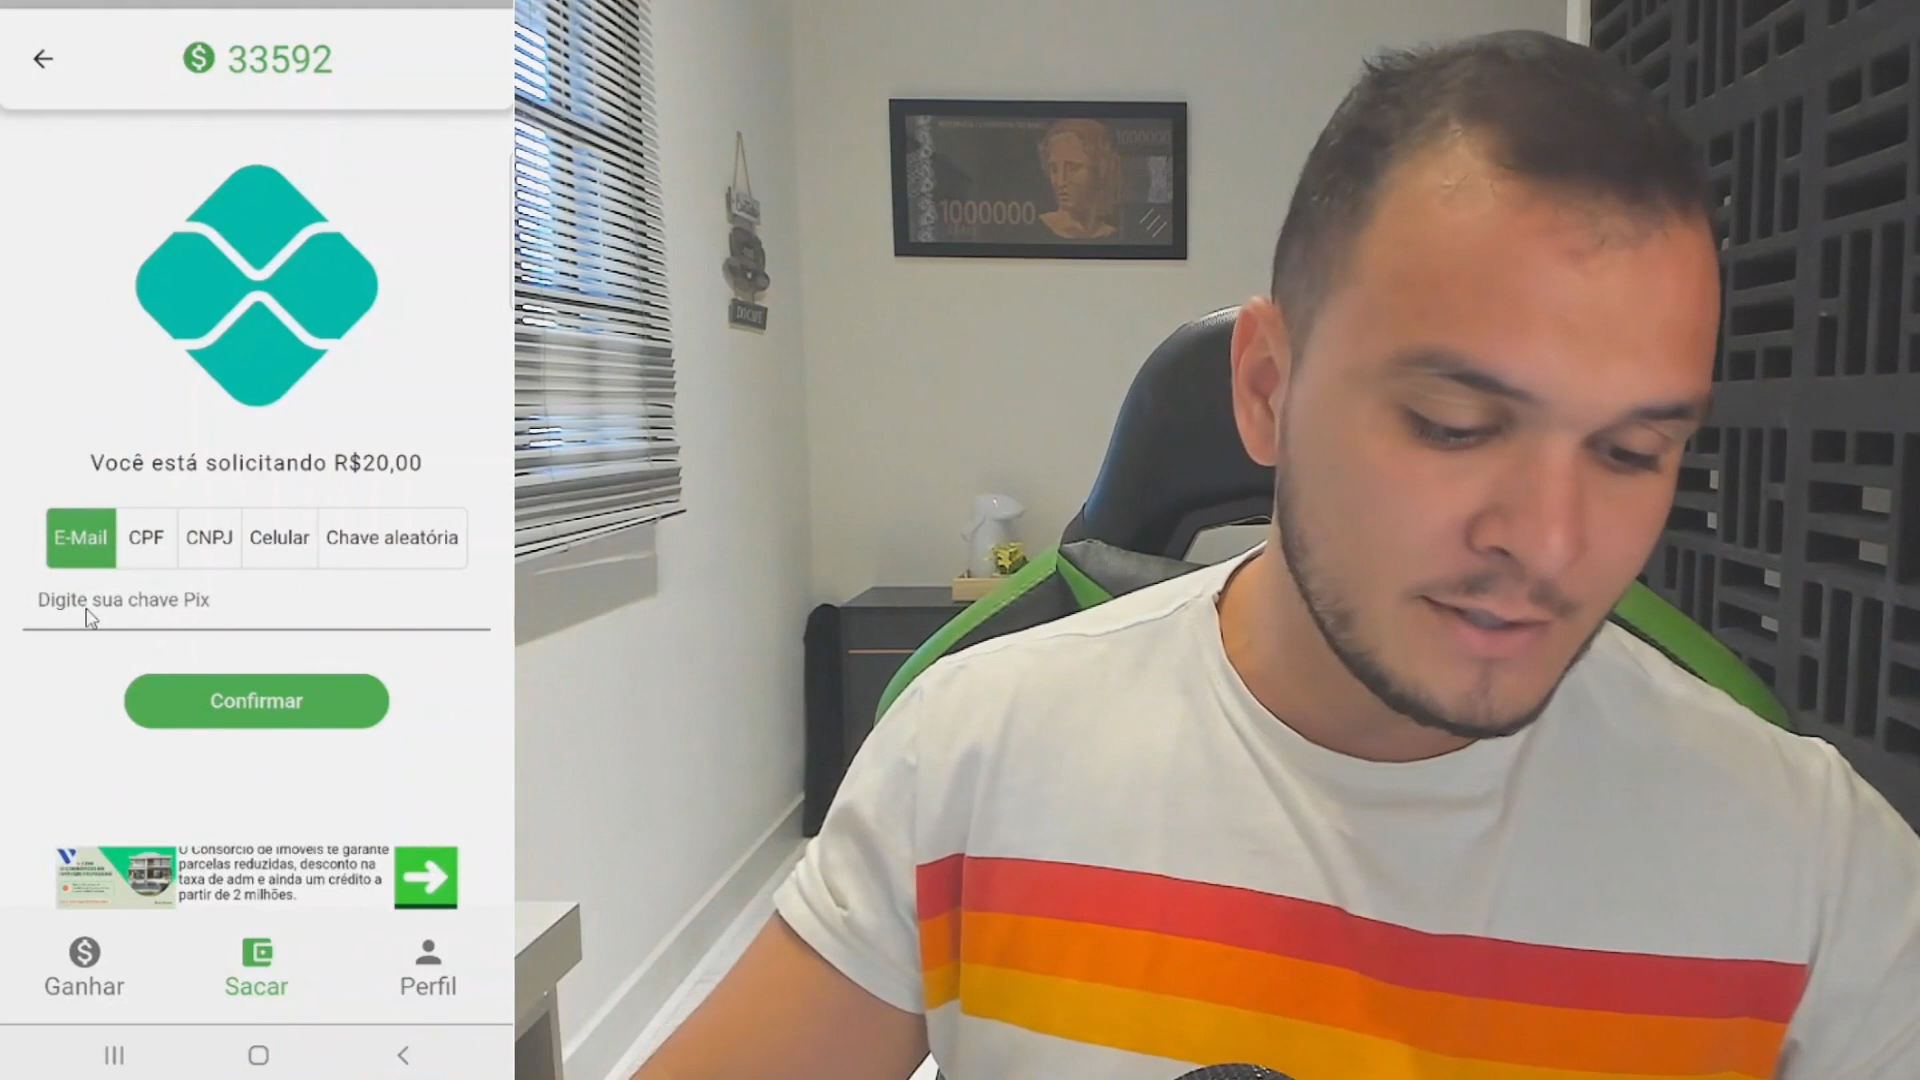 33592
Você está solicitando R$20,00
E-Mail CPF CNPJ Celular Chave aleatória
Digite sua chave Pix
Confirmar
O Consórcio de imóveis te garante
parcelas reduzidas, desconto na
taxa de adm e ainda um crédito a
partir de 2 milhões.
Ganhar Sacar Perfil
1000000
1000000